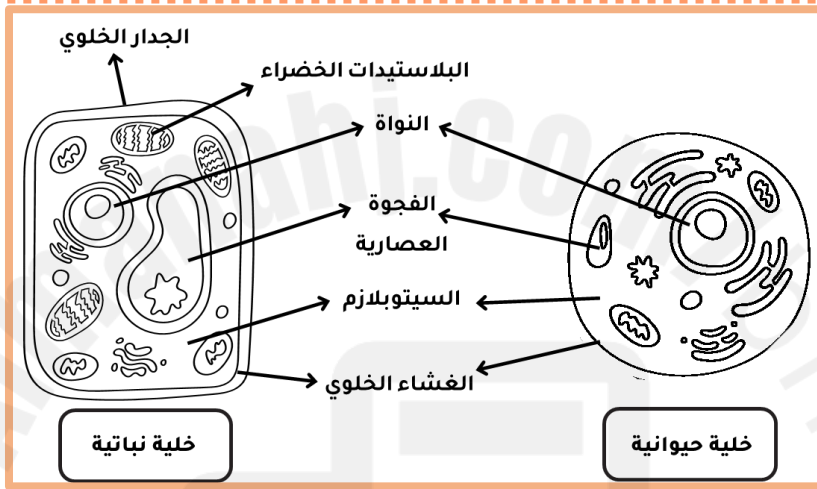 الجدار الخلوي
البلاستيدات الخضراء
النواة
الفجوة
العصارية
السيتوبلازم
الغشاء الخلوي
خلية حيوانية
خلية نباتية